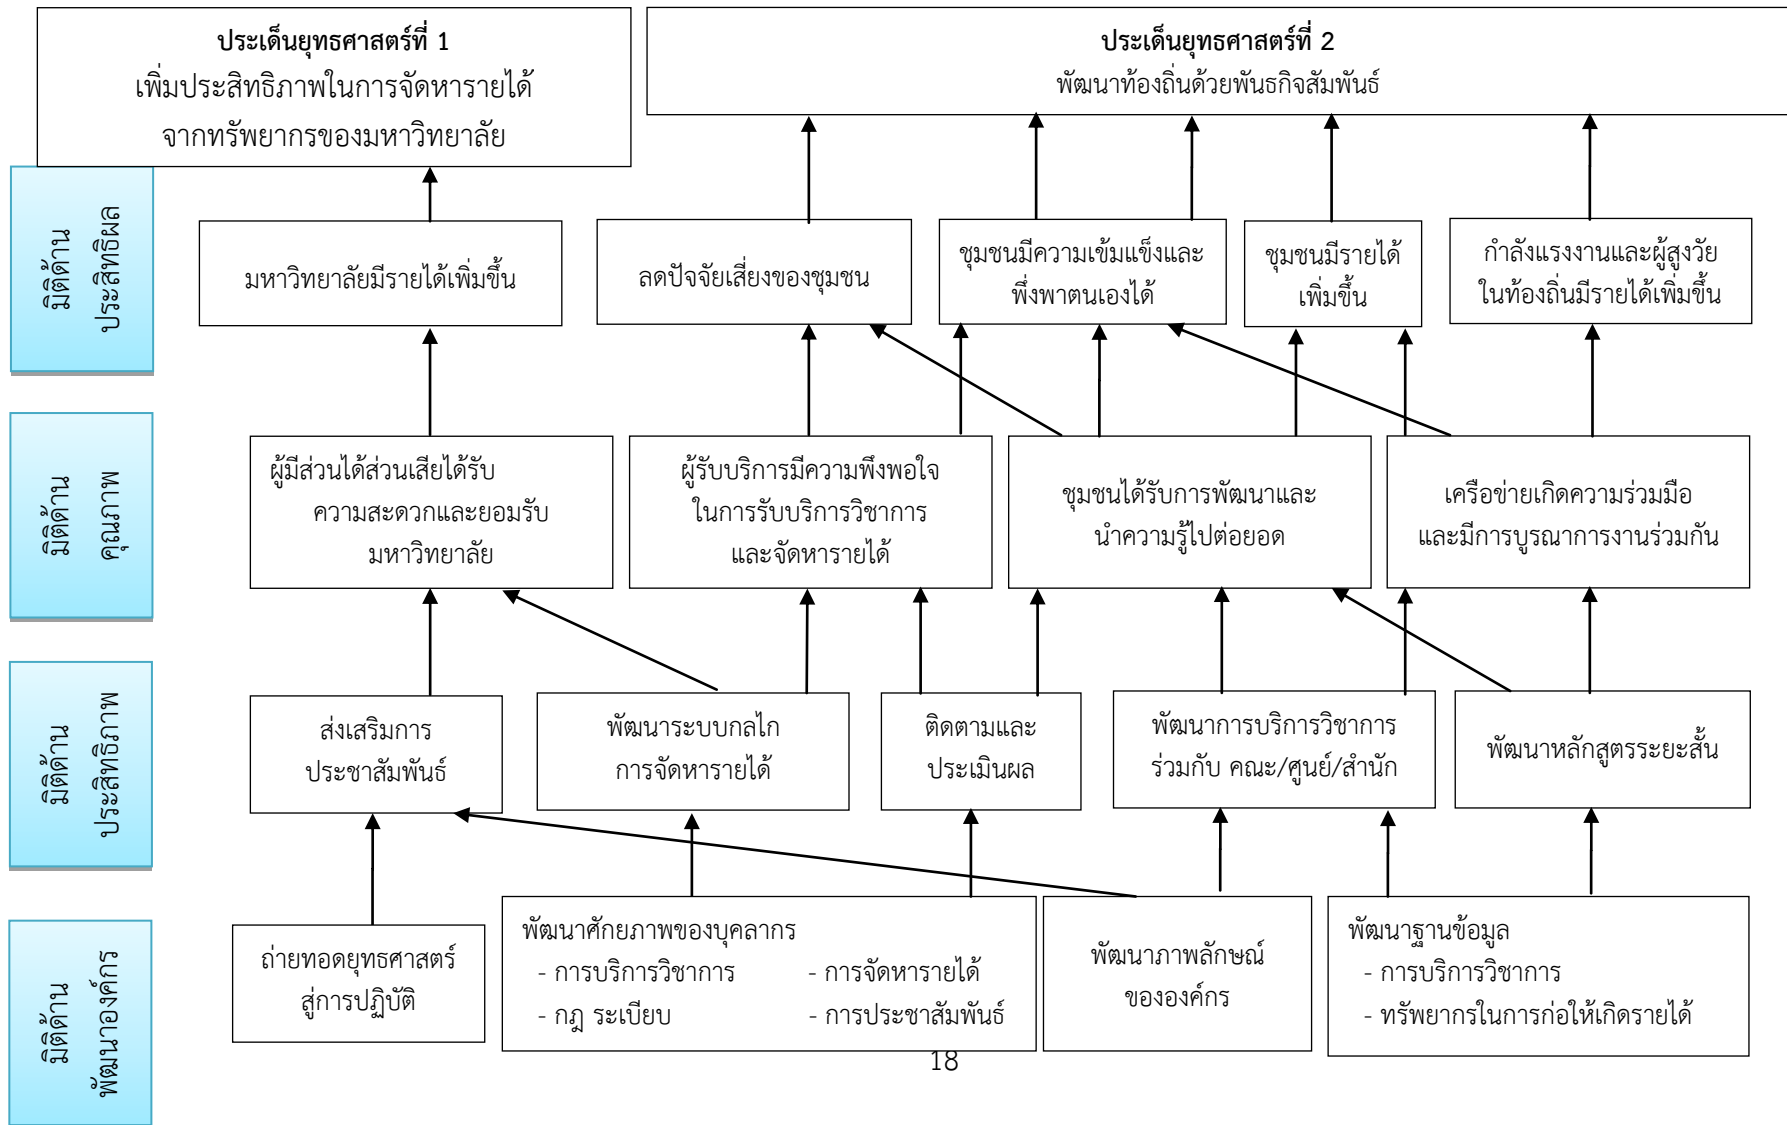 ประเด็นยุทธศาสตร์ที่ 1
เพิ่มประสิทธิภาพในการจัดหารายได้
จากทรัพยากรของมหาวิทยาลัย
ประเด็นยุทธศาสตร์ที่ 2
พัฒนาท้องถิ่นด้วยพันธกิจสัมพันธ์
มิติด้าน
ประสิทธิผล
มหาวิทยาลัยมีรายได้เพิ่มขึ้น
ลดปัจจัยเสี่ยงของชุมชน
ชุมชนมีความเข้มแข็งและ
พึ่งพาตนเองได้
ชุมชนมีรายได้
เพิ่มขึ้น
กำลังแรงงานและผู้สูงวัย
ในท้องถิ่นมีรายได้เพิ่มขึ้น
มิติด้าน
คุณภาพ
ผู้มีส่วนได้ส่วนเสียได้รับ
ความสะดวกและยอมรับ
มหาวิทยาลัย
ผู้รับบริการมีความพึงพอใจ
ในการรับบริการวิชาการ
และจัดหารายได้
ชุมชนได้รับการพัฒนาและ
นำความรู้ไปต่อยอด
เครือข่ายเกิดความร่วมมือ
และมีการบูรณาการงานร่วมกัน
มิติด้าน
ประสิทธิภาพ
ส่งเสริมการ
ประชาสัมพันธ์
พัฒนาระบบกลไก
การจัดหารายได้
ติดตามและ
ประเมินผล
พัฒนาการบริการวิชาการ
ร่วมกับ คณะ/ศูนย์/สำนัก
พัฒนาหลักสูตรระยะสั้น
มิติด้าน
พัฒนาองค์กร
ถ่ายทอดยุทธศาสตร์
สู่การปฏิบัติ
พัฒนาศักยภาพของบุคลากร
- การบริการวิชาการ - การจัดหารายได้
- กฎ ระเบียบ - การประชาสัมพันธ์
พัฒนาภาพลักษณ์
ขององค์กร
พัฒนาฐานข้อมูล
- การบริการวิชาการ
- ทรัพยากรในการก่อให้เกิดรายได้
18